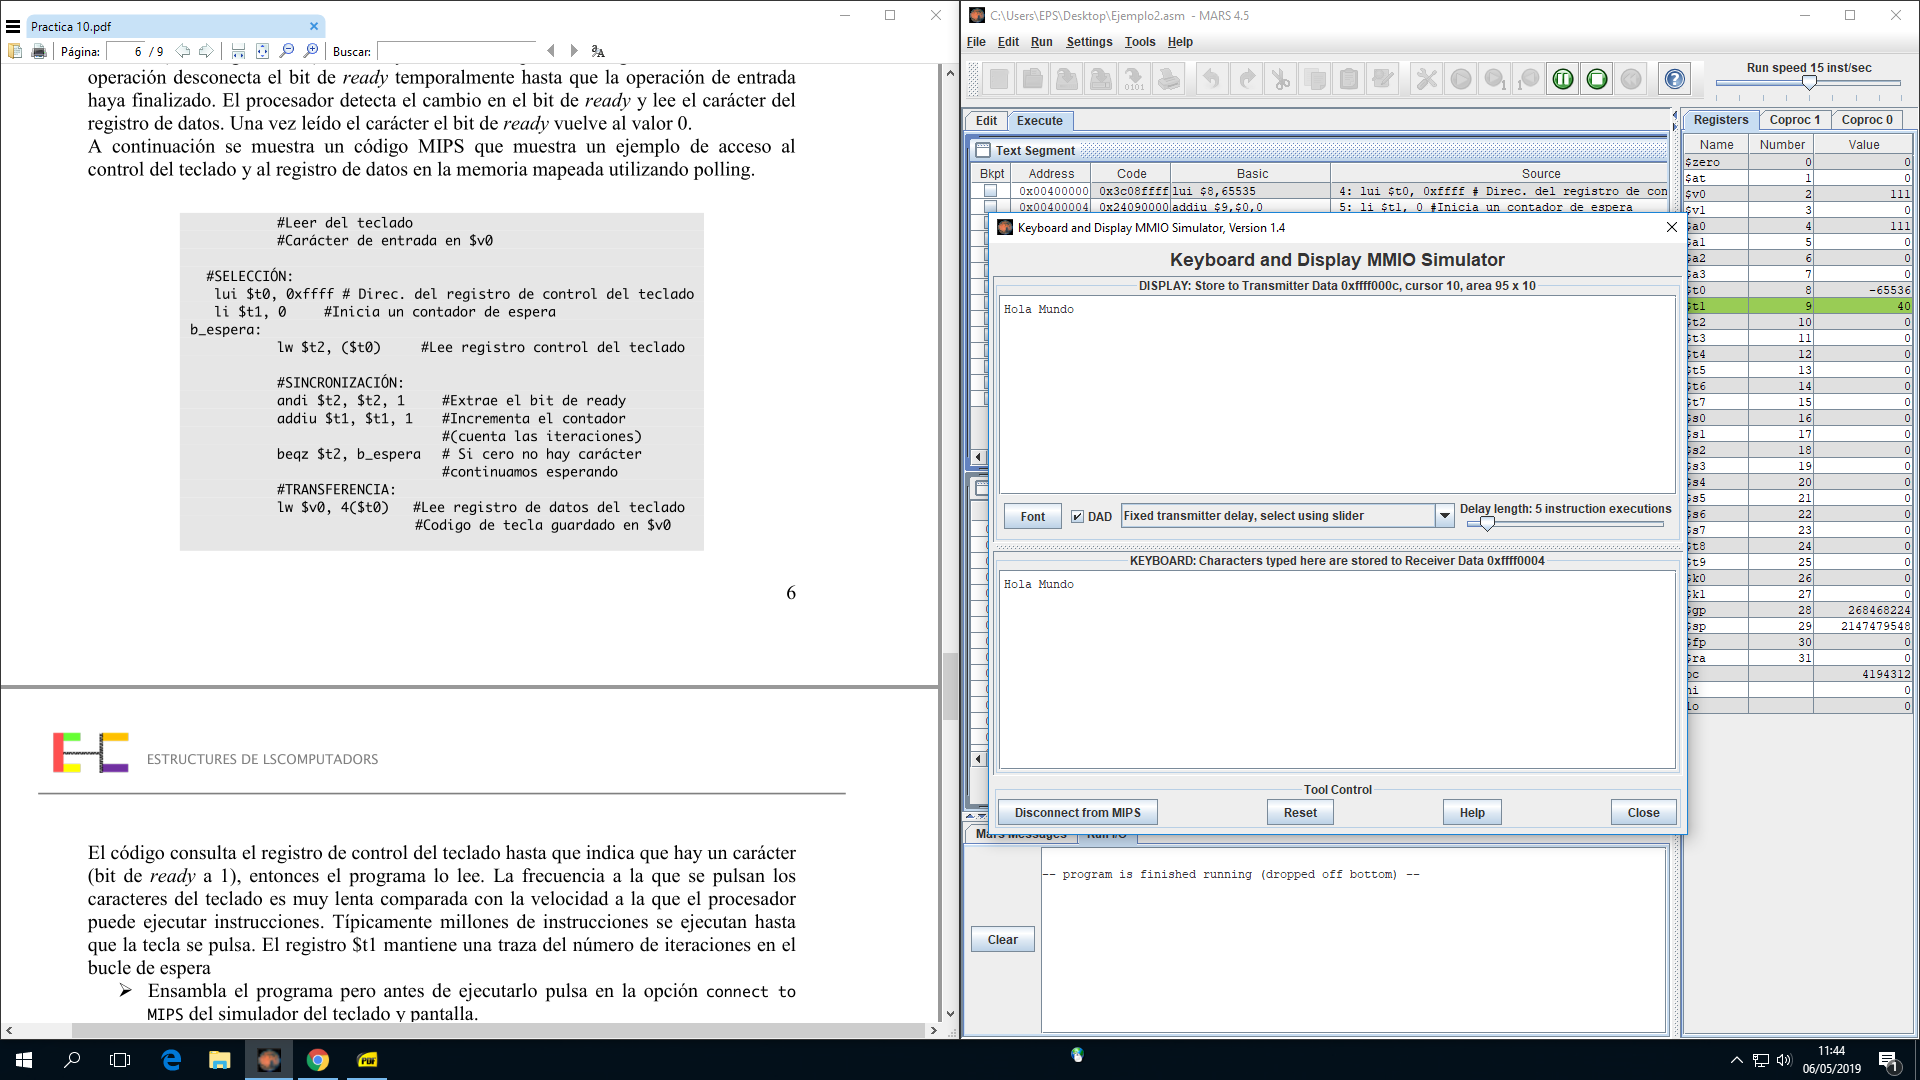 Practica 10.pdf
Página: 6 / 9 Buscar:
operación desconecta el bit de ready temporalmente hasta que la operación de entrada
haya finalizado. El procesador detecta el cambio en el bit de ready y lee el carácter del
registro de datos. Una vez leído el carácter el bit de ready vuelve al valor 0.
A continuación se muestra un código MIPS que muestra un ejemplo de acceso al
control del teclado y al registro de datos en la memoria mapeada utilizando polling.
#Leer del teclado
#Carácter de entrada en $v0
#SELECCIÓN:
lui $t0, 0xffff # Direc. del registro de control del teclado
li $t1, 0 #Inicia un contador de espera
b_espera:
lw $t2, ($t0) #Lee registro control del teclado
#SINCRONIZACIÓN:
andi $t2, $t2, 1 #Extrae el bit de ready
addiu $t1, $t1, 1 #Incrementa el contador
#(cuenta las iteraciones)
beqz $t2, b_espera # Si cero no hay carácter
#continuamos esperando
#TRANSFERENCIA:
lw $v0, 4($t0) #Lee registro de datos del teclado
#Codigo de tecla guardado en $v0
6
ESTRUCTURES DE LSCOMPUTADORS
El código consulta el registro de control del teclado hasta que indica que hay un carácter
(bit de ready a 1), entonces el programa lo lee. La frecuencia a la que se pulsan los
caracteres del teclado es muy lenta comparada con la velocidad a la que el procesador
puede ejecutar instrucciones. Típicamente millones de instrucciones se ejecutan hasta
que la tecla se pulsa. El registro $t1 mantiene una traza del número de iteraciones en el
bucle de espera
➢ Ensambla el programa pero antes de ejecutarlo pulsa en la opción connect to
MIPS del simulador del teclado y pantalla.
C:\Users\EPS\Desktop\Ejemplo2.asm - MARS 4.5
File Edit Run Settings Tools Help
Run speed 15 inst/sec
Edit Execute
Text Segment
Bkpt Address Code Basic Source
0x00400000 0x3c08ffff lui $8,65535 4: lui $t0, 0xffff # Direc. del registro de con
0x00400004 0x24090000 addiu $9,$0,0 5: li $t1, 0 #Inicia un contador de espera
Keyboard and Display MMIO Simulator, Version 1.4
Keyboard and Display MMIO Simulator
DISPLAY: Store to Transmitter Data 0xffff000c, cursor 10, area 95 x 10
Hola Mundo
Font DAD Fixed transmitter delay, select using slider Delay length: 5 instruction executions
KEYBOARD: Characters typed here are stored to Receiver Data 0xffff0004
Hola Mundo
Tool Control
Disconnect from MIPS Reset Help Close
Mars Messages Run I/O
-- program is finished running (dropped off bottom) --
Clear
Registers Coproc 1 Coproc 0
Name Number Value
$zero 0 0
$at 1 0
$v0 2 111
$v1 3 0
$a0 4 111
$a1 5 0
$a2 6 0
$a3 7 0
$t0 8 -65536
$t1 9 40
$t2 10 0
$t3 11 0
$t4 12 0
$t5 13 0
$t6 14 0
$t7 15 0
$s0 16 0
$s1 17 0
$s2 18 0
$s3 19 0
$s4 20 0
$s5 21 0
$s6 22 0
$s7 23 0
$t8 24 0
$t9 25 0
$k0 26 0
$k1 27 0
$gp 28 268468224
$sp 29 2147479548
$fp 30 0
$ra 31 0
pc 4194312
hi 0
lo 0
11:44
06/05/2019
1